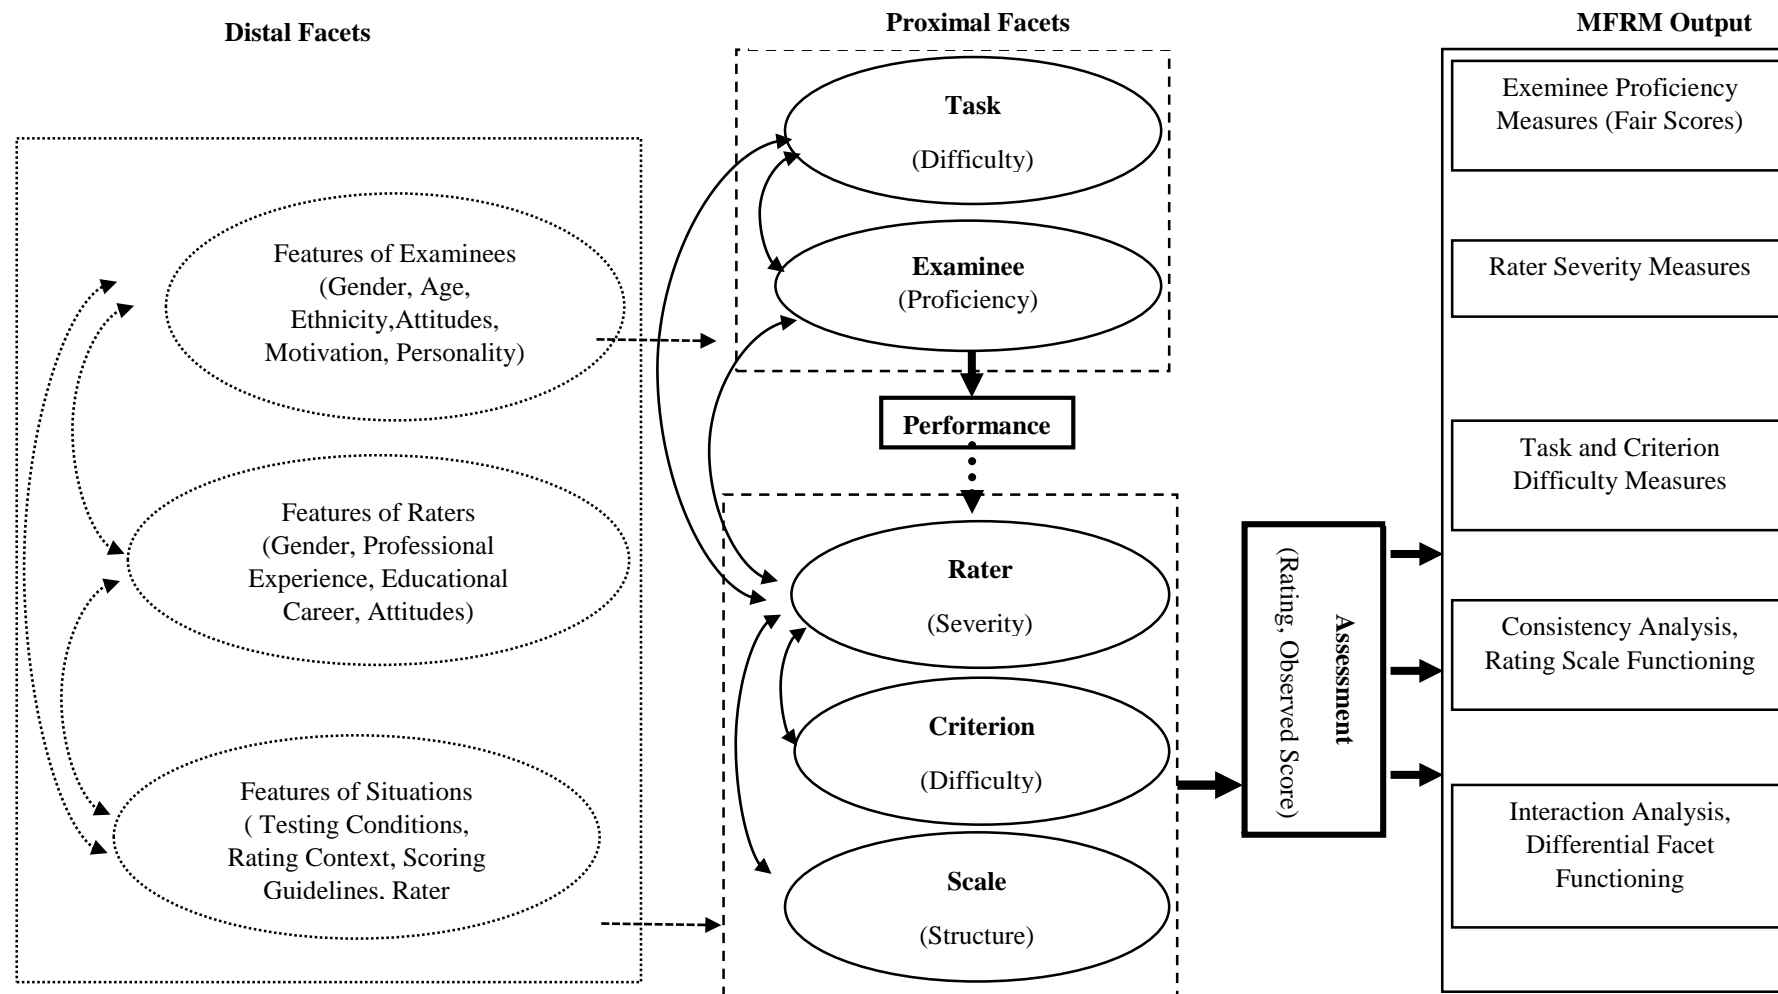 Distal Facets
Proximal Facets
MFRM Output
Features of Examinees
(Gender, Age,
Ethnicity,Attitudes,
Motivation, Personality)
Features of Raters
(Gender, Professional
Experience, Educational
Career, Attitudes)
Features of Situations
( Testing Conditions,
Rating Context, Scoring
Guidelines. Rater
Task
(Difficulty)
Examinee
(Proficiency)
Performance
Rater
(Severity)
Criterion
(Difficulty)
Scale
(Structure)
Assessment
(Rating, Observed Score)
Exeminee Proficiency
Measures (Fair Scores)
Rater Severity Measures
Task and Criterion
Difficulty Measures
Consistency Analysis,
Rating Scale Functioning
Interaction Analysis,
Differential Facet
Functioning